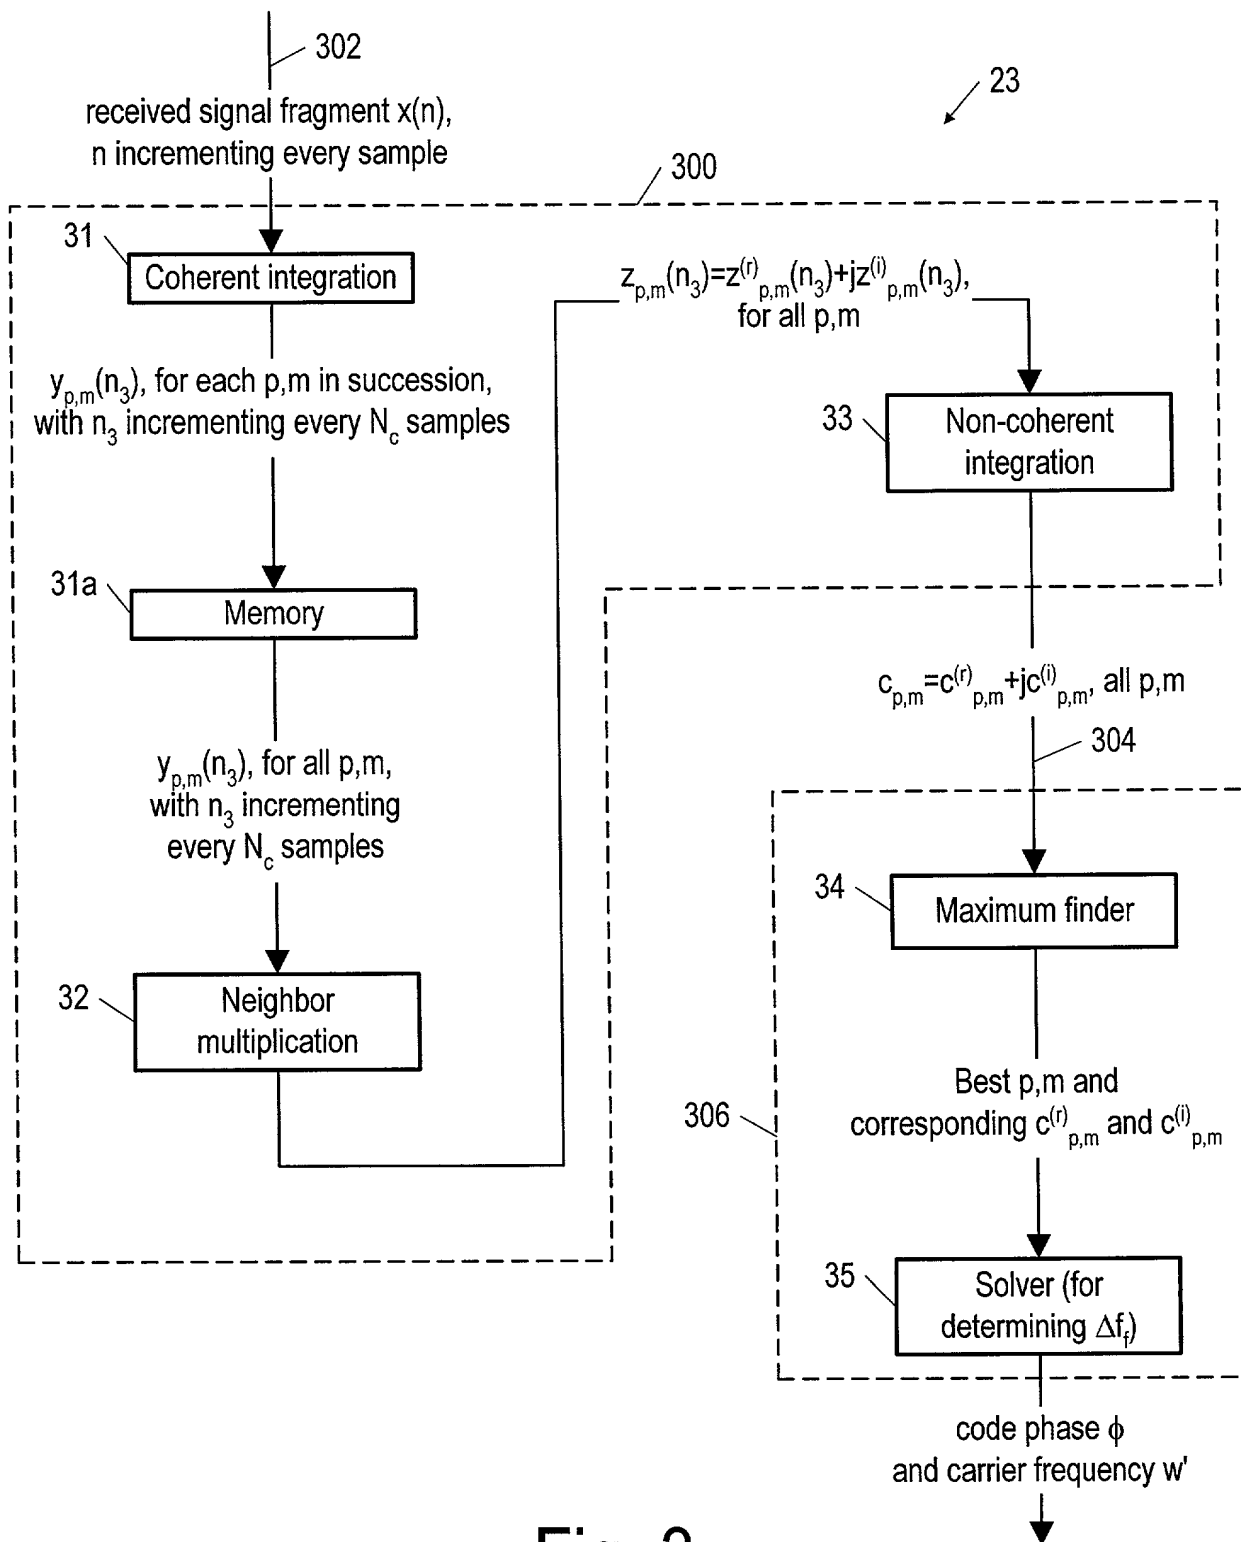 302
23
received signal fragment x(n),
n incrementing every sample
300
31
Coherent integration
z_{p,m}(n_3)=z^{(r)}_{p,m}(n_3)+jz^{(i)}_{p,m}(n_3),
for all p,m
y_{p,m}(n_3), for each p,m in succession,
with n_3 incrementing every N_c samples
33
Non-coherent
integration
31a
Memory
c_{p,m}=c^{(r)}_{p,m}+jc^{(i)}_{p,m}, all p,m
304
y_{p,m}(n_3), for all p,m,
with n_3 incrementing
every N_c samples
34
Maximum finder
32
Neighbor
multiplication
306
Best p,m and
corresponding c^{(r)}_{p,m} and c^{(i)}_{p,m}
35
Solver (for
determining Δf_f)
code phase ϕ
and carrier frequency w'